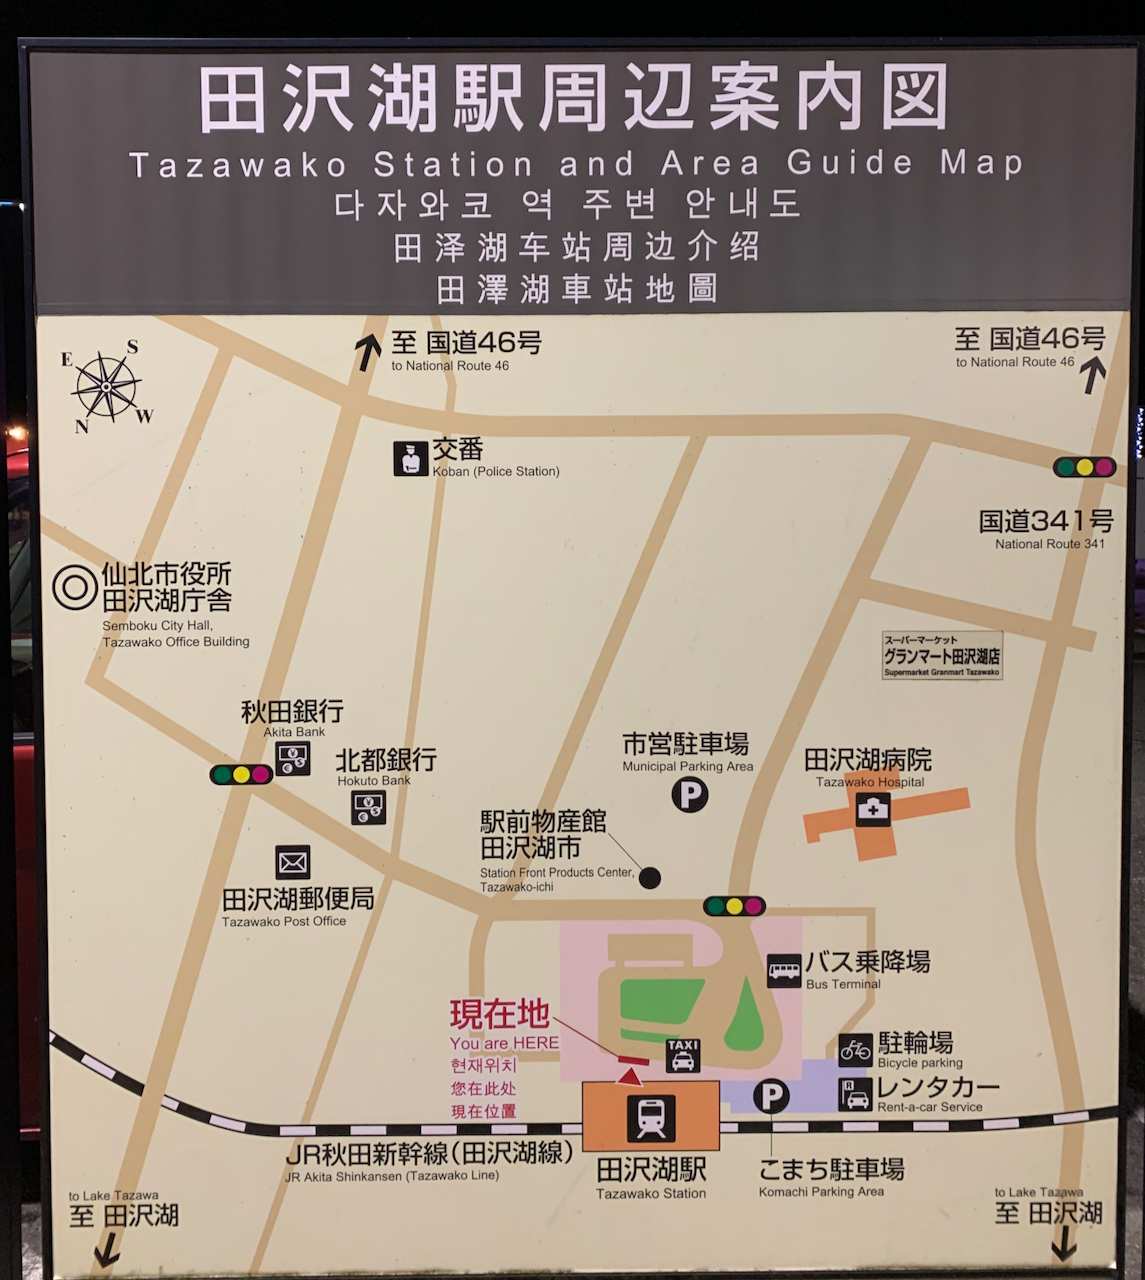 田沢湖駅周辺案内図
Tazawako Station and Area Guide Map
다자와코 역 주변 안내도
田泽湖车站周边介绍
田澤湖車站地圖
E
S
N
W
至 国道46号
to National Route 46
至 国道46号
to National Route 46
交番
Koban (Police Station)
国道341号
National Route 341
仙北市役所
田沢湖庁舎
Semboku City Hall,
Tazawako Office Building
スーパーマーケット
グランマート田沢湖店
Supermarket Granmart Tazawako
秋田銀行
Akita Bank
北都銀行
Hokuto Bank
市営駐車場
Municipal Parking Area
P
田沢湖病院
Tazawako Hospital
駅前物産館
田沢湖市
Station Front Products Center,
Tazawako-ichi
田沢湖郵便局
Tazawako Post Office
バス乗降場
Bus Terminal
現在地
You are HERE
현재위치
您在此处
現在位置
TAXI
駐輪場
Bicycle parking
P
R
レンタカー
Rent-a-car Service
JR秋田新幹線(田沢湖線)
JR Akita Shinkansen (Tazawako Line)
田沢湖駅
Tazawako Station
こまち駐車場
Komachi Parking Area
to Lake Tazawa
至 田沢湖
to Lake Tazawa
至 田沢湖